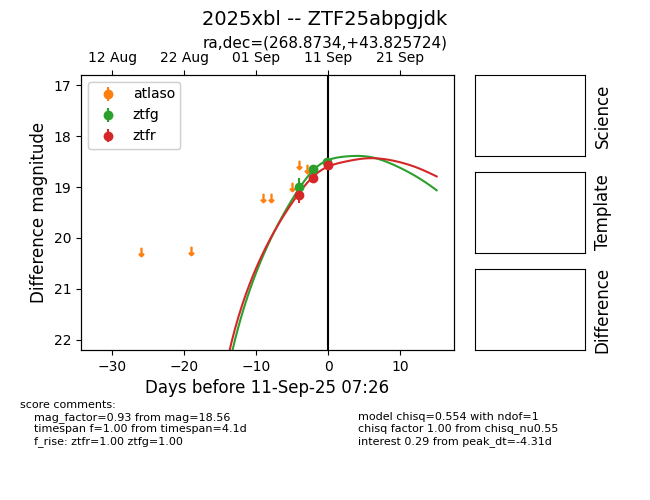 2025xbl -- ZTF25abpgjdk
ra,dec=(268.8734,+43.825724)
12 Aug 22 Aug 01 Sep 11 Sep 21 Sep
atlaso
ztfg
ztfr
17
18
19
20
21
22
Difference magnitude
−30 −20 −10 0 10
Days before 11-Sep-25 07:26
Science
Template
Difference
score comments:
mag_factor=0.93 from mag=18.56
timespan f=1.00 from timespan=4.1d
f_rise: ztfr=1.00 ztfg=1.00
model chisq=0.554 with ndof=1
chisq factor 1.00 from chisq_nu0.55
interest 0.29 from peak_dt=-4.31d